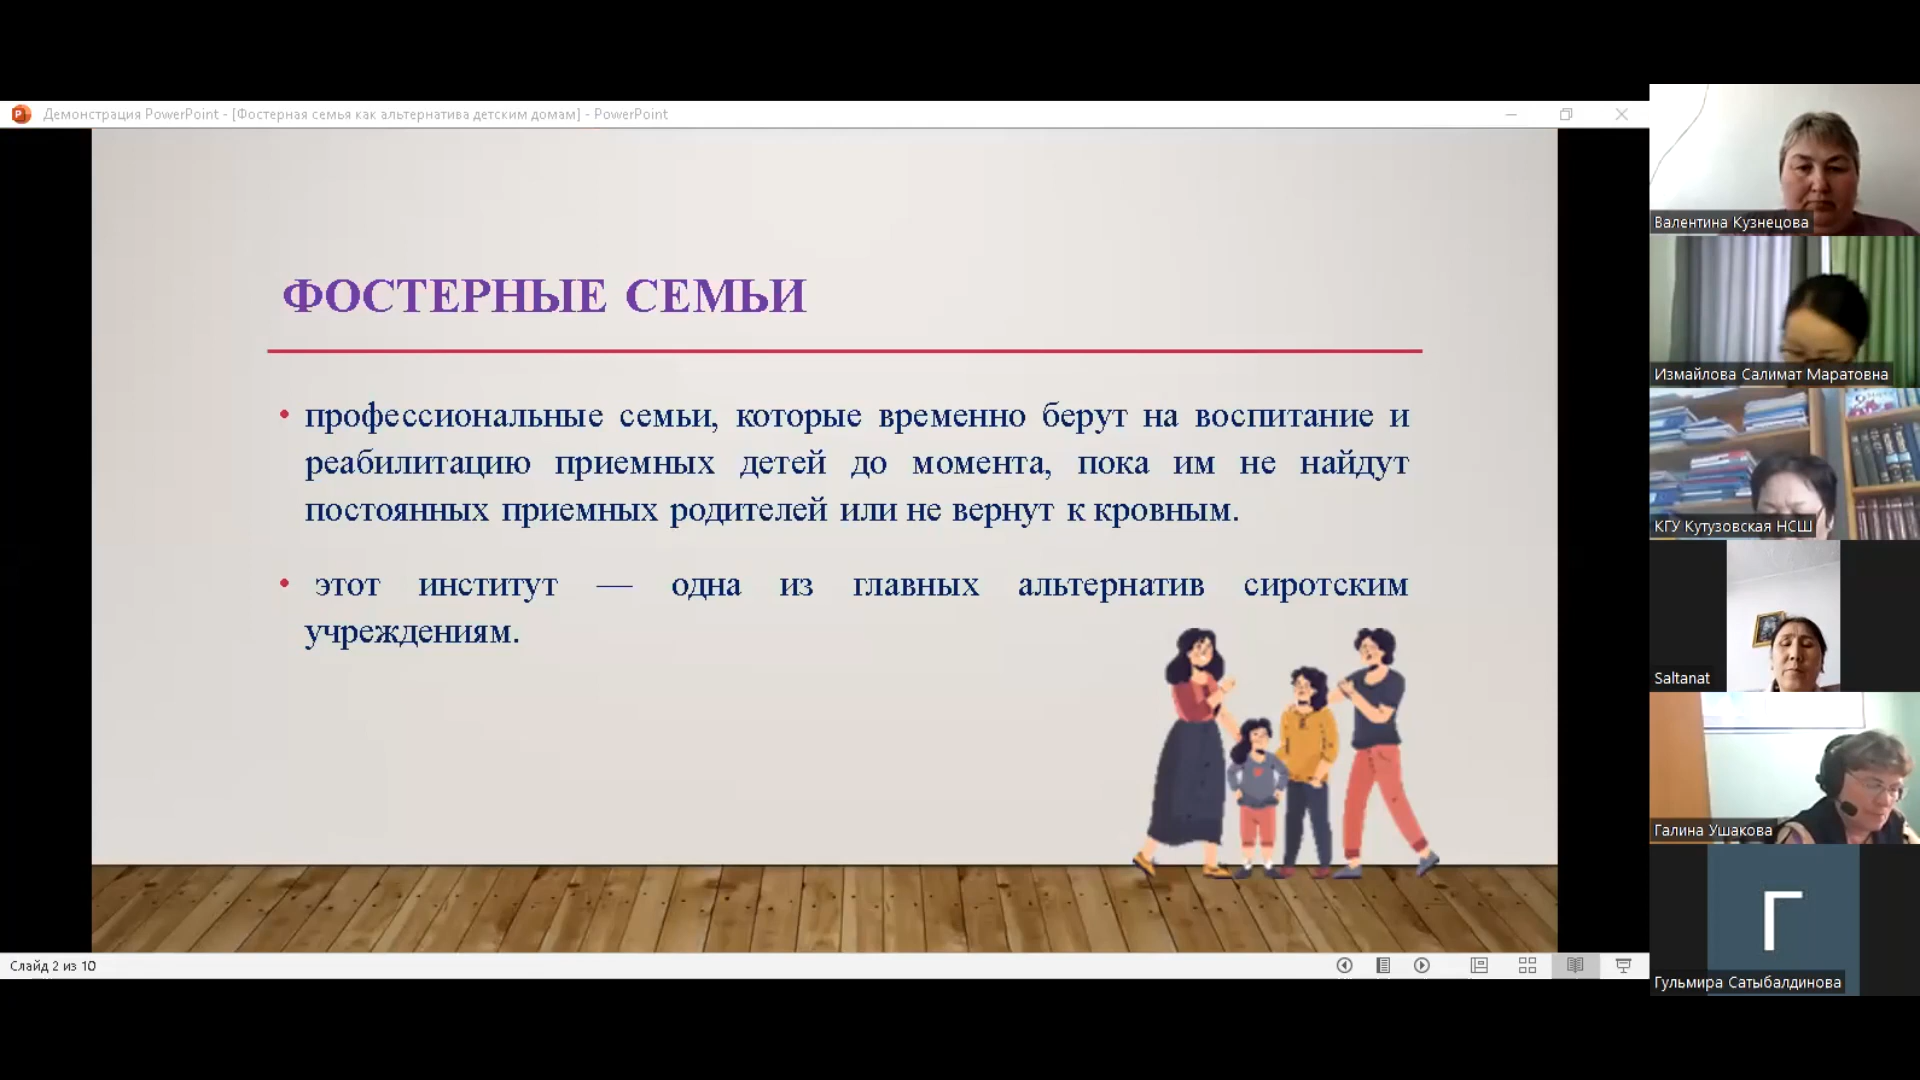 Демонстрация PowerPoint - [Фостерная семья как альтернатива детским домам] - PowerPoint
ФОСТЕРНЫЕ СЕМЬИ
• профессиональные семьи, которые временно берут на воспитание и
реабилитацию приемных детей до момента, пока им не найдут
постоянных приемных родителей или не вернут к кровным.
• этот институт — одна из главных альтернатив сиротским
учреждениям.
Слайд 2 из 10
Валентина Кузнецова
Измайлова Салимат Маратовна
КГУ Кутузовская НСШ
Saltanat
Галина Ушакова
Г
Гульмира Сатыбалдинова